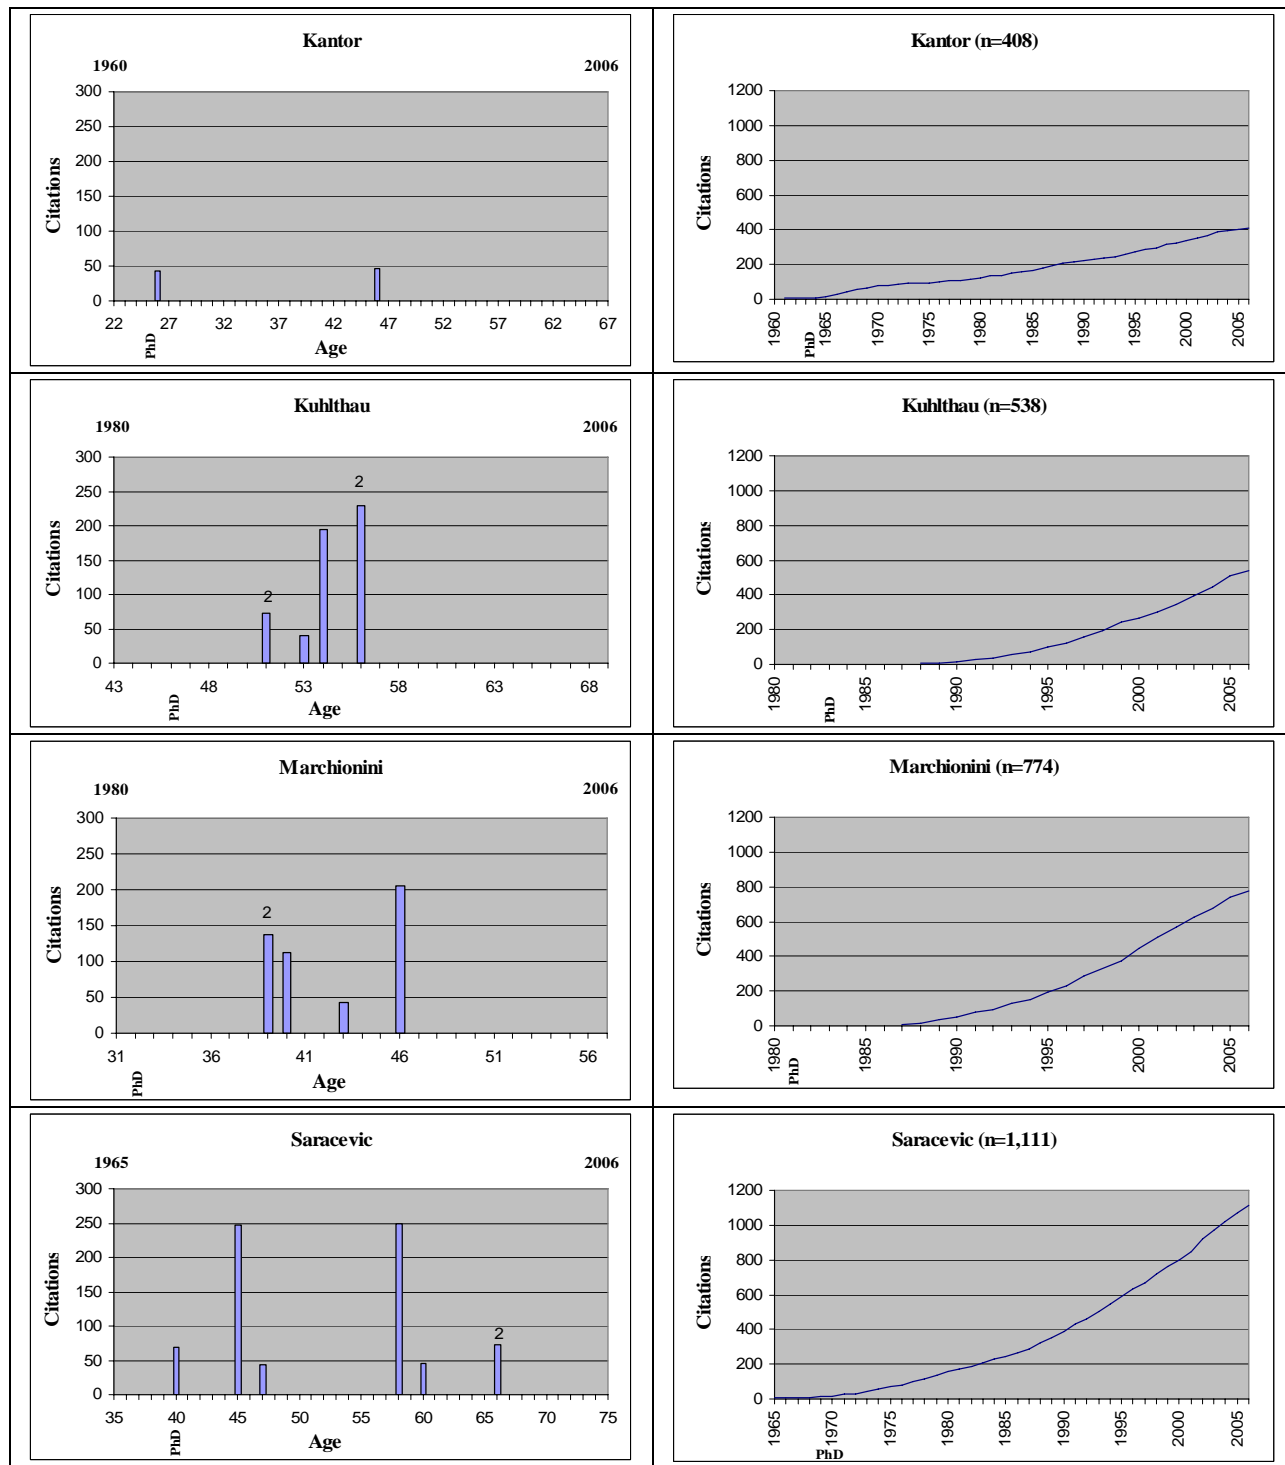 Kantor
1960 2006
300
250
200
150
100
50
0
Citations
22 27 32 37 42 47 52 57 62 67
PhD
Age
Kantor (n=408)
1200
1000
800
600
400
200
0
Citations
1960 1965 1970 1975 1980 1985 1990 1995 2000 2005
PhD
Kuhlthau
1980 2006
300
250
200
150
100
50
0
Citations
2
2
43 48 53 58 63 68
PhD
Age
Kuhlthau (n=538)
1200
1000
800
600
400
200
0
Citations
1980 1985 1990 1995 2000 2005
PhD
Marchionini
1980 2006
300
250
200
150
100
50
0
Citations
2
31 36 41 46 51 56
PhD
Age
Marchionini (n=774)
1200
1000
800
600
400
200
0
Citations
1980 1985 1990 1995 2000 2005
PhD
Saracevic
1965 2006
300
250
200
150
100
50
0
Citations
2
35 40 45 50 55 60 65 70 75
PhD
Age
Saracevic (n=1,111)
1200
1000
800
600
400
200
0
Citations
1965 1970 1975 1980 1985 1990 1995 2000 2005
PhD